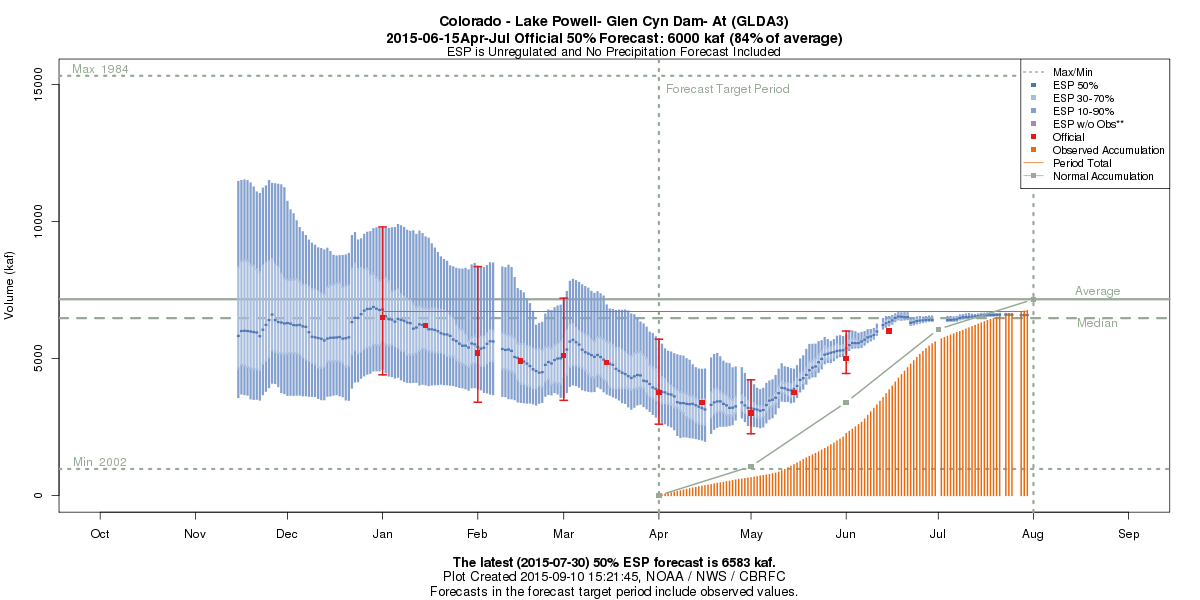 Colorado - Lake Powell- Glen Cyn Dam- At (GLDA3)
2015-06-15Apr-Jul Official 50% Forecast: 6000 kaf (84% of average)
ESP is Unregulated and No Precipitation Forecast Included
Max 1984
Forecast Target Period
Max/Min
ESP 50%
ESP 30-70%
ESP 10-90%
ESP w/o Obs**
Official
Observed Accumulation
Period Total
Normal Accumulation
15000
10000
5000
0
Volume (kaf)
Average
Median
Min 2002
Oct Nov Dec Jan Feb Mar Apr May Jun Jul Aug Sep
The latest (2015-07-30) 50% ESP forecast is 6583 kaf.
Plot Created 2015-09-10 15:21:45, NOAA / NWS / CBRFC
Forecasts in the forecast target period include observed values.